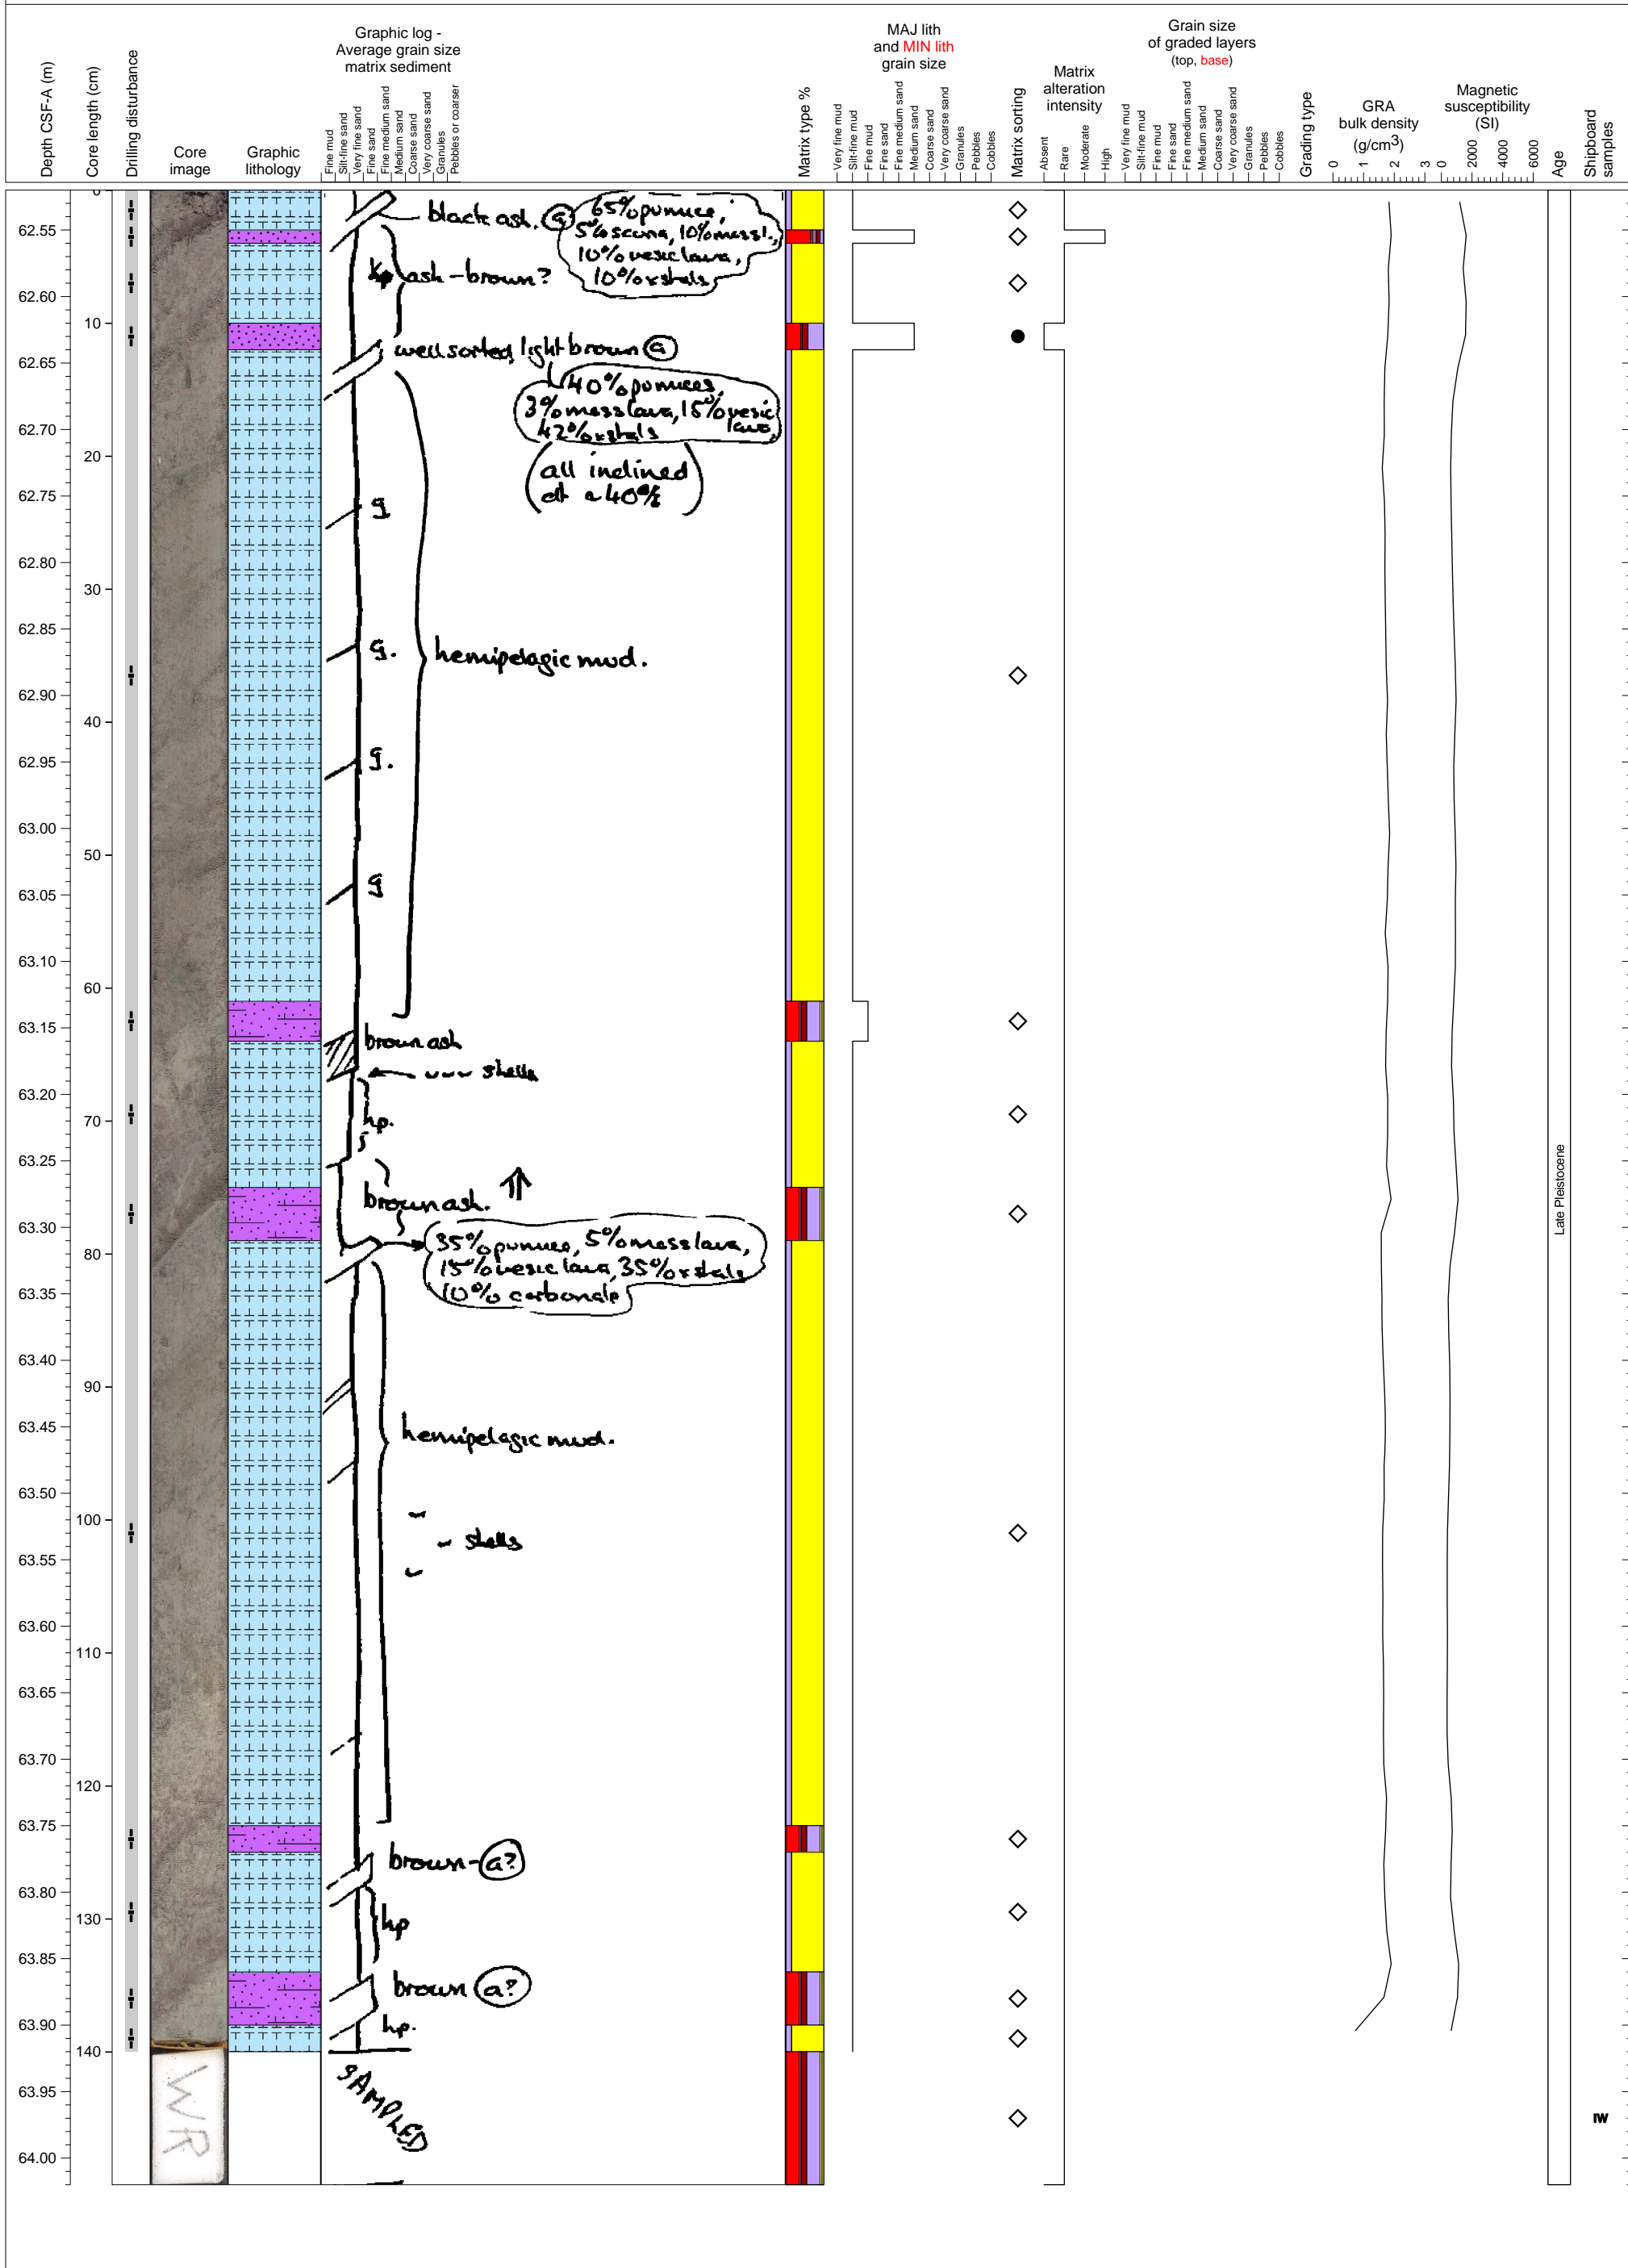 Depth CSF-A (m)
Core length (cm)
Drilling disturbance
Core
image
Graphic
lithology
Graphic log -
Average grain size
matrix sediment
Fine mud
Silt-fine sand
Very fine sand
Fine sand
Fine medium sand
Medium sand
Coarse sand
Very coarse sand
Granules
Pebbles or coarser
Matrix type %
MAJ lith
and MIN lith
grain size
Very fine mud
Silt-fine mud
Fine mud
Fine sand
Fine medium sand
Medium sand
Coarse sand
Very coarse sand
Granules
Pebbles
Cobbles
Matrix sorting
Matrix
alteration
intensity
Absent
Rare
Moderate
High
Grain size
of graded layers
(top, base)
Very fine mud
Silt-fine mud
Fine mud
Fine sand
Fine medium sand
Medium sand
Coarse sand
Very coarse sand
Granules
Pebbles
Cobbles
Grading type
GRA
bulk density
(g/cm3)
0 1 2 3
Magnetic
susceptibility
(SI)
0 2000 4000 6000
Age
Shipboard
samples
62.55
62.60
62.65
62.70
62.75
62.80
62.85
62.90
62.95
63.00
63.05
63.10
63.15
63.20
63.25
63.30
63.35
63.40
63.45
63.50
63.55
63.60
63.65
63.70
63.75
63.80
63.85
63.90
63.95
64.00
0
10
20
30
40
50
60
70
80
90
100
110
120
130
140
black ash. a
65% pumice,
5% scoria, 10% mass l.,
10% vesic lava,
10% xstals
hp ash - brown?
well sorted, light brown a
40% pumices,
3% mass lava, 15% vesic
lava,
42% xstals
(all inclined
g
g.
hemipelagic mud.
g.
g
brown ash
shells
hp.
brown ash. ⇑
35% pumice, 5% mass lava,
15% vesic lava, 35% xstals
10% carbonate
hemipelagic mud.
- shells
brown - a?
hp
brown a?
hp.
SAMPLED
WR
Late Pleistocene
IW